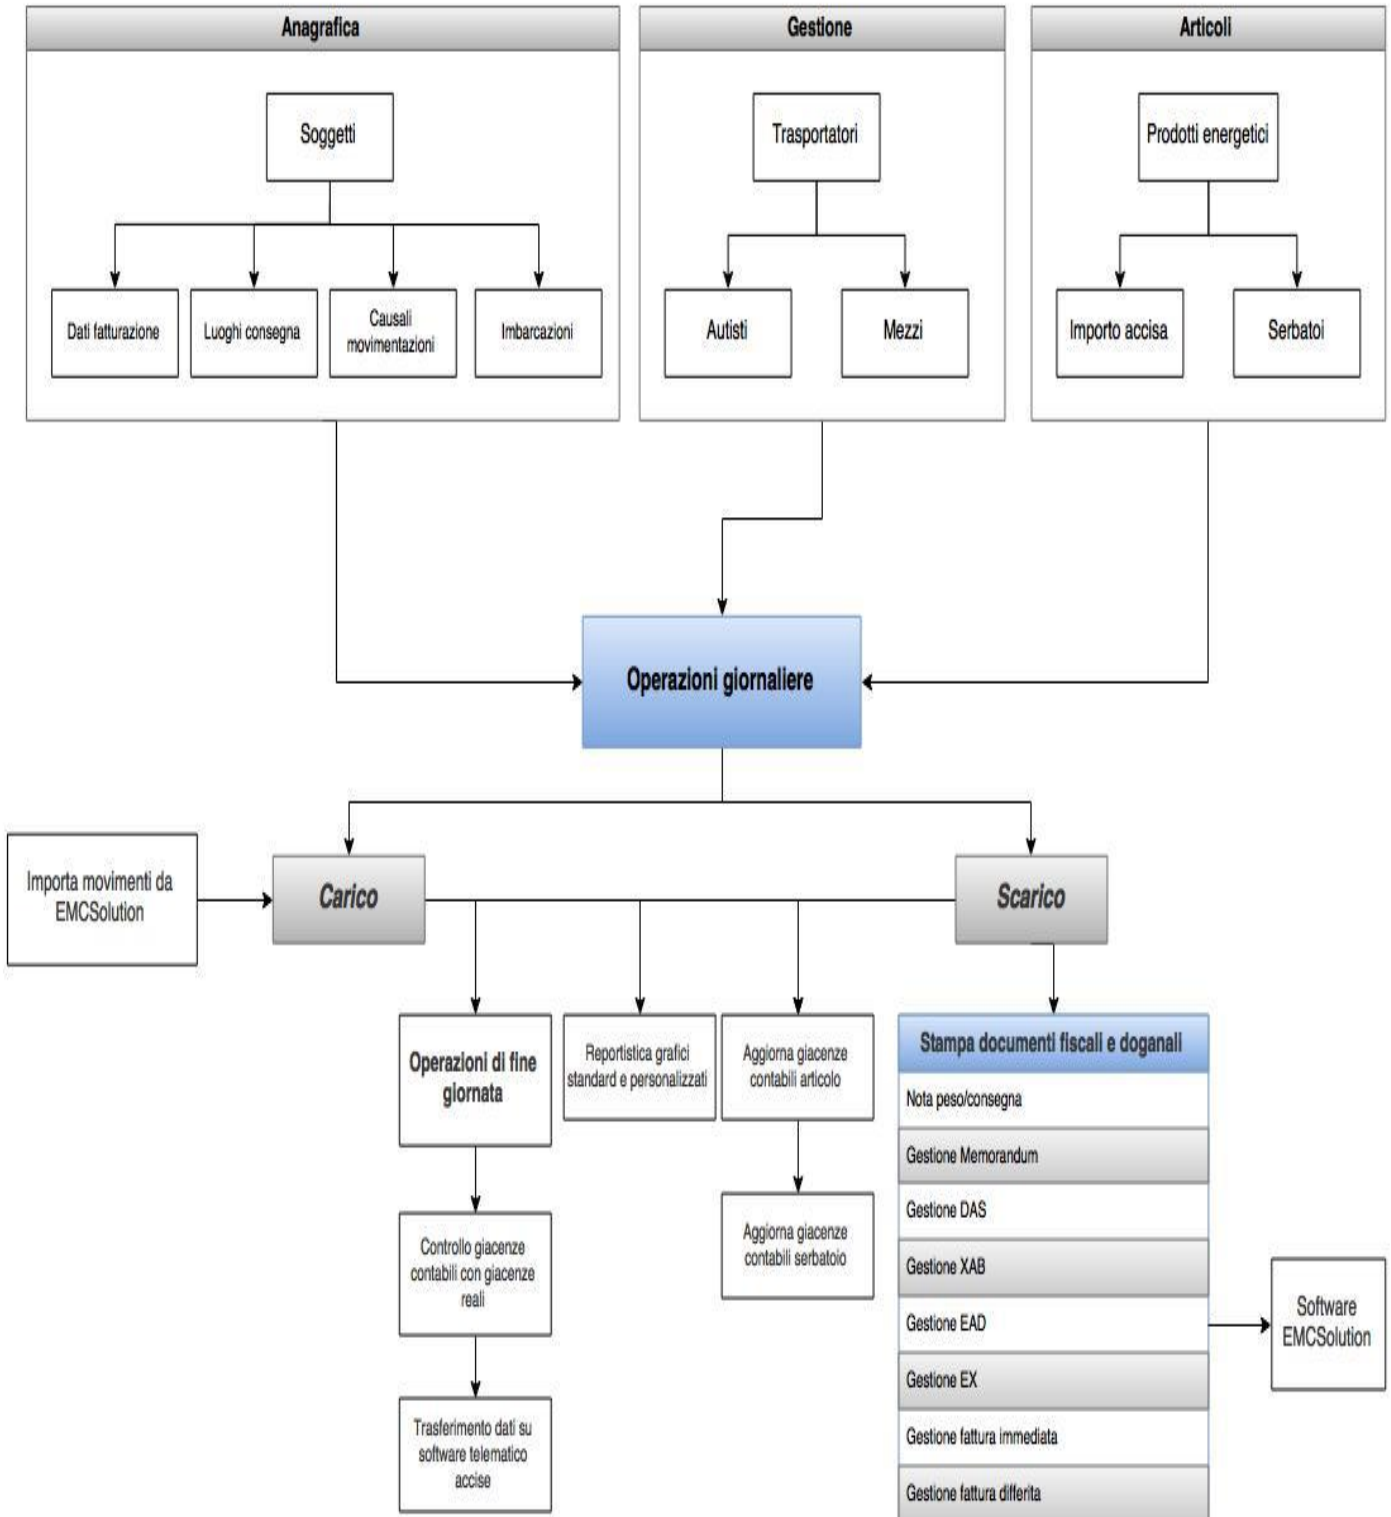 Anagrafica
Gestione
Articoli
Soggetti
Trasportatori
Prodotti energetici
Dati fatturazione
Luoghi consegna
Causali
movimentazioni
Imbarcazioni
Autisti
Mezzi
Importo accisa
Serbatoi
Operazioni giornaliere
Importa movimenti da
EMCSolution
Carico
Scarico
Operazioni di fine
giornata
Reportistica grafici
standard e personalizzati
Aggiorna giacenze
contabili articolo
Stampa documenti fiscali e doganali
Nota peso/consegna
Gestione Memorandum
Gestione DAS
Gestione XAB
Gestione EAD
Gestione EX
Gestione fattura immediata
Gestione fattura differita
Controllo giacenze
contabili con giacenze
reali
Aggiorna giacenze
contabili serbatoio
Software
EMCSolution
Trasferimento dati su
software telematico
accise